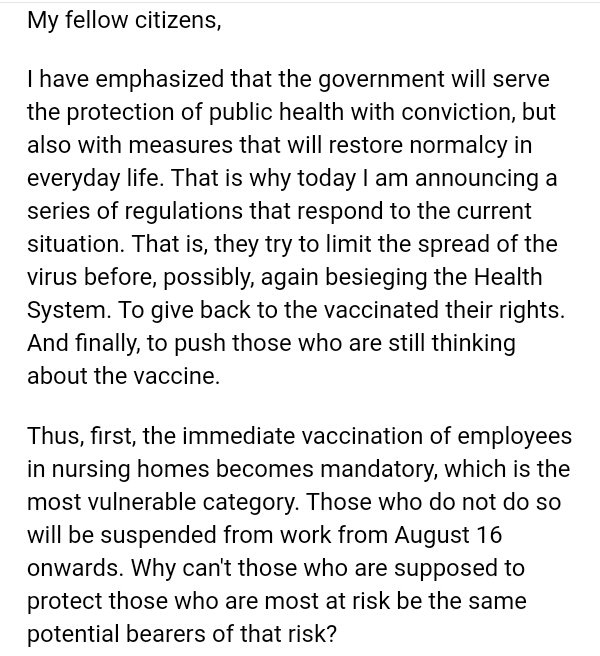 My fellow citizens,
I have emphasized that the government will serve
the protection of public health with conviction, but
also with measures that will restore normalcy in
everyday life. That is why today I am announcing a
series of regulations that respond to the current
situation. That is, they try to limit the spread of the
virus before, possibly, again besieging the Health
System. To give back to the vaccinated their rights.
And finally, to push those who are still thinking
about the vaccine.
Thus, first, the immediate vaccination of employees
in nursing homes becomes mandatory, which is the
most vulnerable category. Those who do not do so
will be suspended from work from August 16
onwards. Why can't those who are supposed to
protect those who are most at risk be the same
potential bearers of that risk?